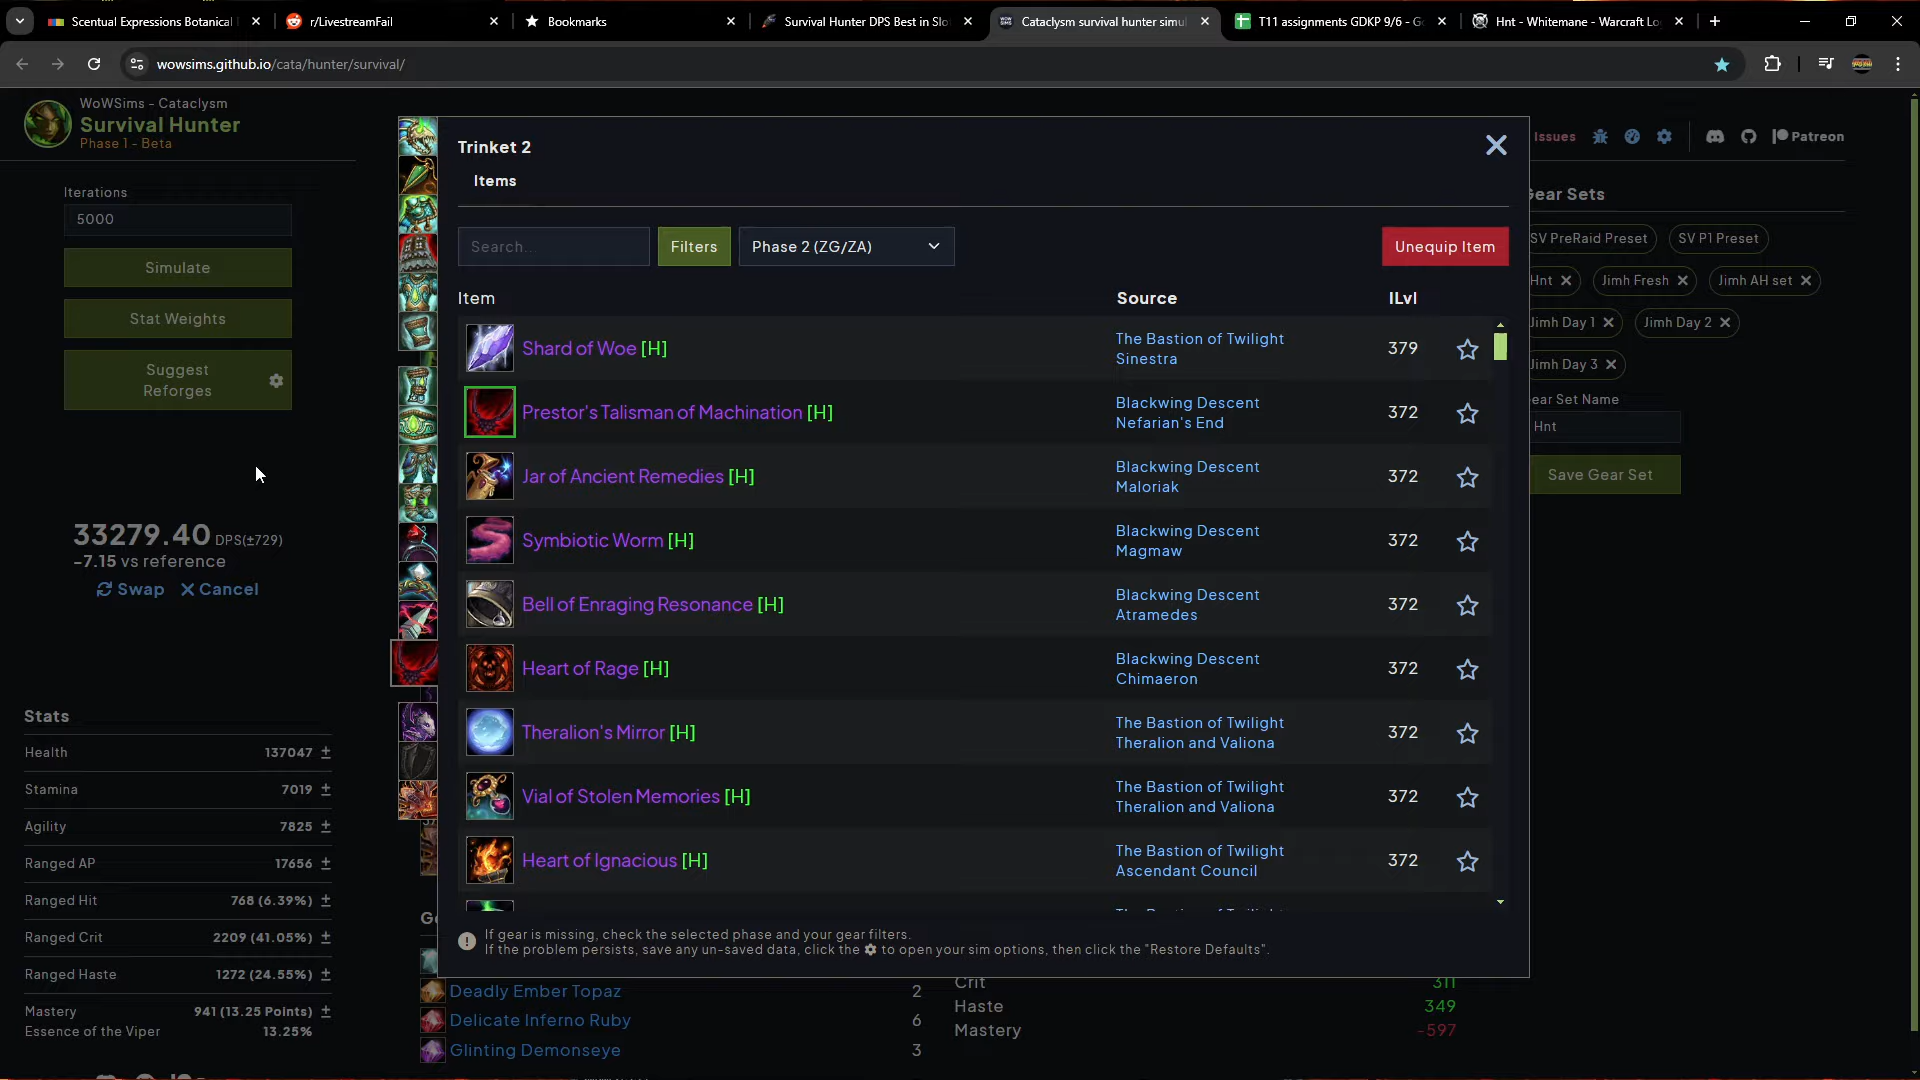 Scentual Expressions Botanical
r/LivestreamFail
Bookmarks
Survival Hunter DPS Best in Slo
Cataclysm survival hunter simul
T11 assignments GDKP 9/6 - G
Hnt - Whitemane - Warcraft Lo
wowsims.github.io/cata/hunter/survival/
WoWSims - Cataclysm
Survival Hunter
Phase 1 - Beta
Iterations
5000
Simulate
Stat Weights
Suggest
Reforges
33279.40 DPS(±729)
-7.15 vs reference
Swap Cancel
Stats
Health 137047
Stamina 7019
Agility 7825
Ranged AP 17656
Ranged Hit 768 (6.39%)
Ranged Crit 2209 (41.05%)
Ranged Haste 1272 (24.55%)
Mastery 941 (13.25 Points)
Essence of the Viper 13.25%
Trinket 2
Items
Search...
Filters
Phase 2 (ZG/ZA)
Unequip Item
Item Source ILvl
Shard of Woe [H] The Bastion of Twilight 379
Sinestra
Prestor's Talisman of Machination [H] Blackwing Descent 372
Nefarian's End
Jar of Ancient Remedies [H] Blackwing Descent 372
Maloriak
Symbiotic Worm [H] Blackwing Descent 372
Magmaw
Bell of Enraging Resonance [H] Blackwing Descent 372
Atramedes
Heart of Rage [H] Blackwing Descent 372
Chimaeron
Theralion's Mirror [H] The Bastion of Twilight 372
Theralion and Valiona
Vial of Stolen Memories [H] The Bastion of Twilight 372
Theralion and Valiona
Heart of Ignacious [H] The Bastion of Twilight 372
Ascendant Council
If gear is missing, check the selected phase and your gear filters.
If the problem persists, save any un-saved data, click the to open your sim options, then click the "Restore Defaults".
Deadly Ember Topaz 2
Delicate Inferno Ruby 6
Glinting Demonseye 3
Crit 311
Haste 349
Mastery -597
Issues
Patreon
Gear Sets
SV PreRaid Preset
SV P1 Preset
Hnt
Jimh Fresh
Jimh AH set
Jimh Day 1
Jimh Day 2
Jimh Day 3
Gear Set Name
Hnt
Save Gear Set